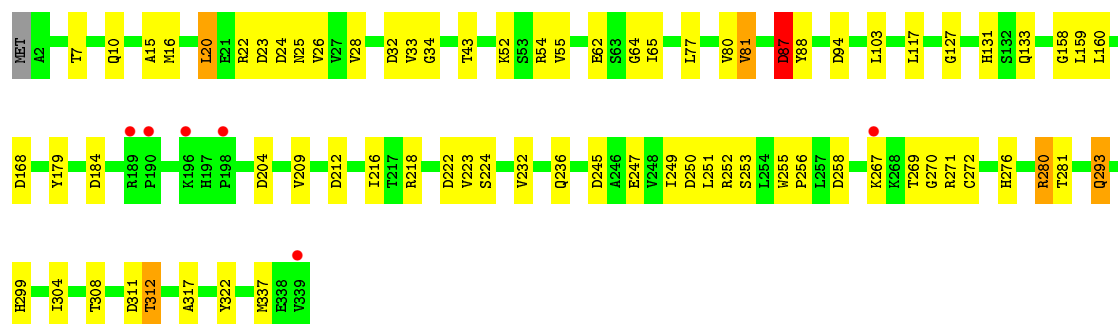 MET A2 T7 Q10 A15 M16 L20 E21 R22 D23 D24 N25 V26 V27 V28 D32 V33 G34 T43 K52 S53 R54 V55 E62 S63 G64 I65 L77 V80 V81 D87 Y88 D94 L103 L117 G127 H131 S132 Q133 G158 L159 L160
D168 Y179 D184 R189 P190 K196 H197 P198 D204 V209 D212 I216 T217 R218 D222 V223 S224 V232 Q236 D245 A246 E247 V248 I249 D250 L251 R252 S253 L254 W255 P256 L257 D258 K267 K268 T269 G270 R271 C272 H276 R280 T281 Q293
H299 I304 T308 D311 T312 A317 Y322 M337 E338 V339